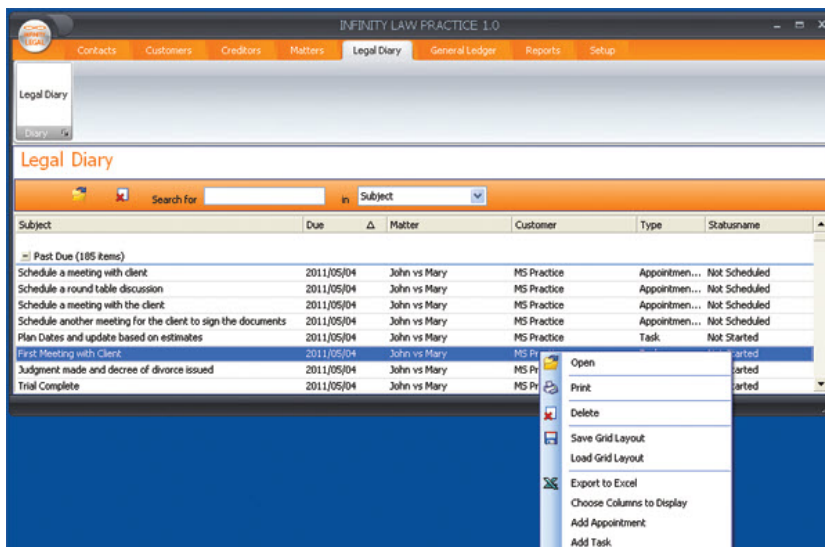 INFINITY LAW PRACTICE 1.0
Contacts Customers Creditors Matters Legal Diary General Ledger Reports Setup
Legal Diary
Diary
Legal Diary
Search for in Subject
Subject Due Matter Customer Type Statusname
Past Due (185 items)
Schedule a meeting with client 2011/05/04 John vs Mary MS Practice Appointmen... Not Scheduled
Schedule a round table discussion 2011/05/04 John vs Mary MS Practice Appointmen... Not Scheduled
Schedule a meeting with the client 2011/05/04 John vs Mary MS Practice Appointmen... Not Scheduled
Schedule another meeting for the client to sign the documents 2011/05/04 John vs Mary MS Practice Appointmen... Not Scheduled
Plan Dates and update based on estimates 2011/05/04 John vs Mary MS Practice Task Not Started
First Meeting with Client 2011/05/04 John vs Mary
Judgment made and decree of divorce issued 2011/05/04 John vs Mary MS Pr arted
Trial Complete 2011/05/04 John vs Mary MS Pr arted
Open
Print
Delete
Save Grid Layout
Load Grid Layout
Export to Excel
Choose Columns to Display
Add Appointment
Add Task